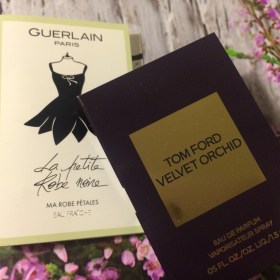 GUERLAIN
PARIS
La petite
Robe noire
MA ROBE PÉTALES
EAU FRAÎCHE
TOM FORD
VELVET ORCHID
EAU DE PARFUM
VAPORISATEUR SPRAY